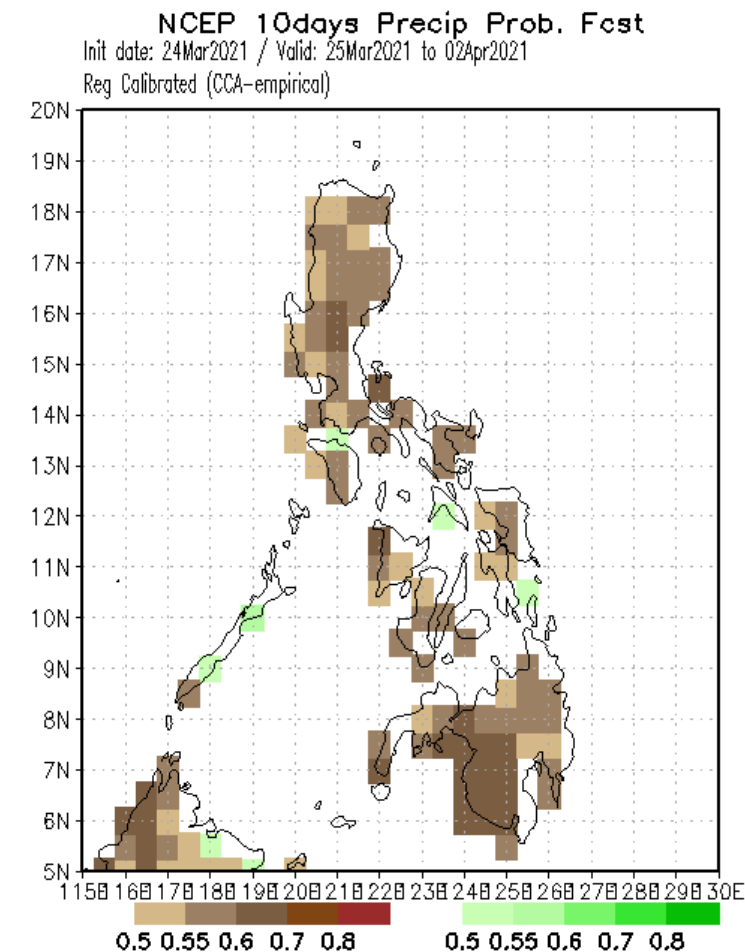 NCEP 10days Precip Prob. Fcst
Init date: 24Mar2021 / Valid: 25Mar2021 to 02Apr2021
Reg Calibrated (CCA-empirical)
20N
19N
18N
17N
16N
15N
14N
13N
12N
11N
10N
9N
8N
7N
6N
5N
0.5 0.55 0.6 0.7 0.8 0.5 0.55 0.6 0.7 0.8